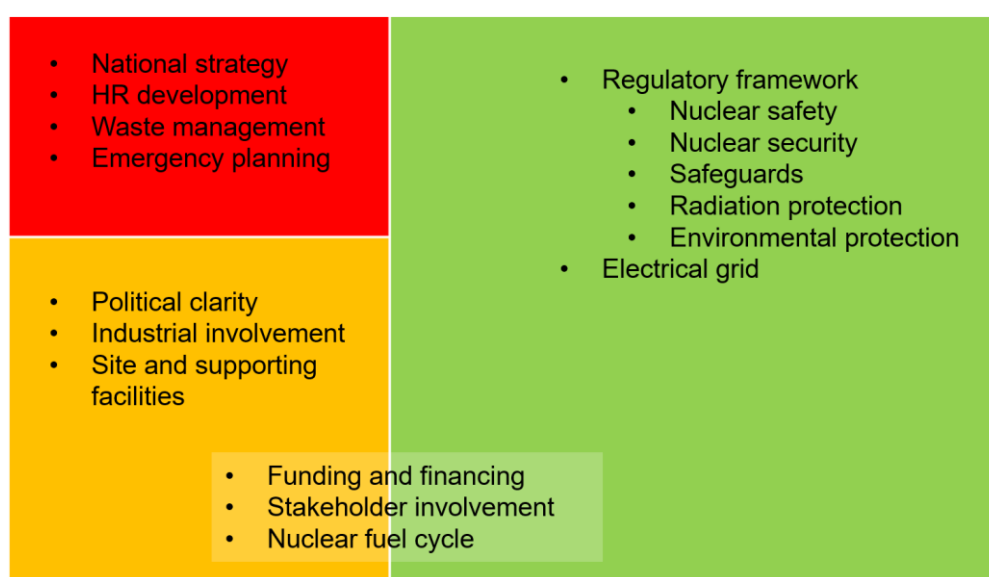 • National strategy
• HR development
• Waste management
• Emergency planning
• Regulatory framework
• Nuclear safety
• Nuclear security
• Safeguards
• Radiation protection
• Environmental protection
• Electrical grid
• Political clarity
• Industrial involvement
• Site and supporting
facilities
• Funding and financing
• Stakeholder involvement
• Nuclear fuel cycle